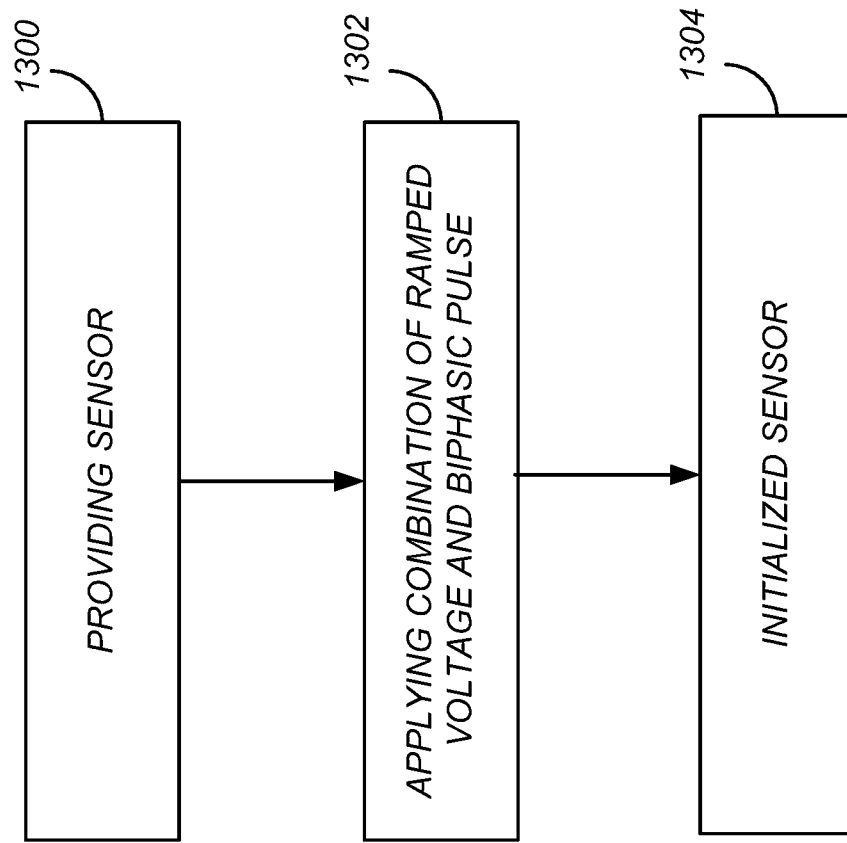 1300
PROVIDING SENSOR
1302
APPLYING COMBINATION OF RAMPED
VOLTAGE AND BIPHASIC PULSE
1304
INITIALIZED SENSOR